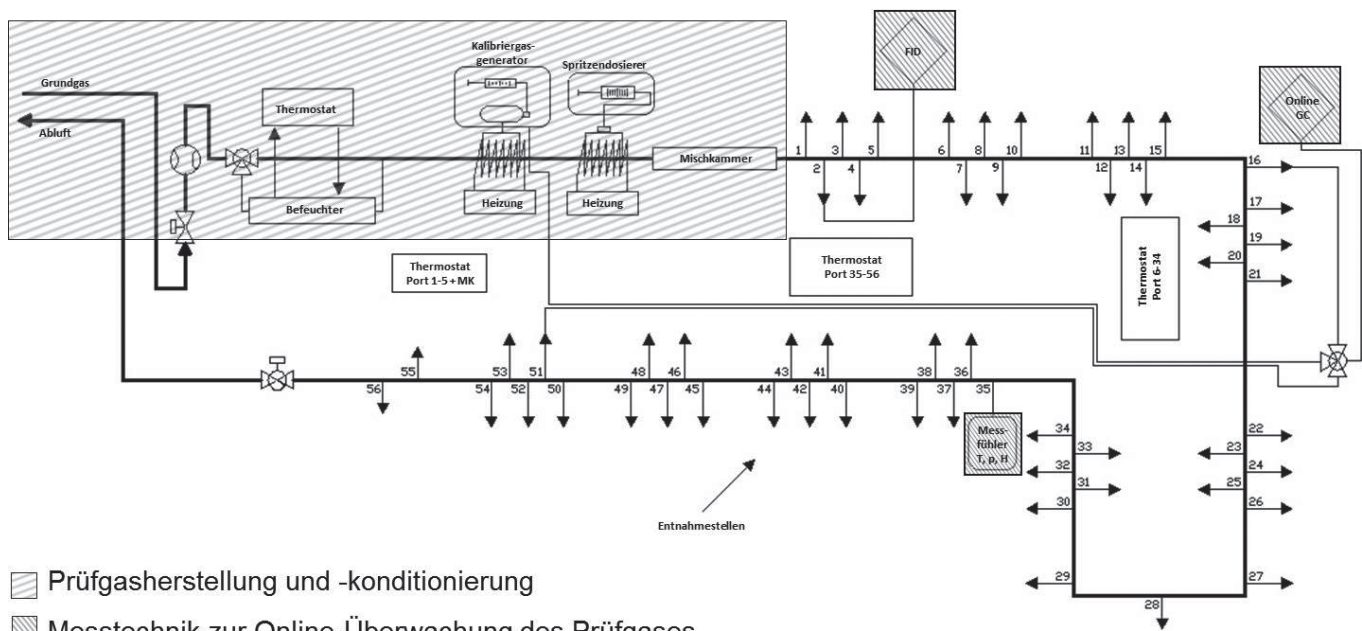 Grundgas
Abluft
Thermostat
Befeuchter
Kalibriergas-
generator
Spritzendosierer
Heizung
Heizung
Mischkammer
FID
Online
GC
1
3
5
2
4
6
8
10
7
9
11
13
15
12
14
16
17
18
19
20
21
Thermostat
Port 1-5 + MK
Thermostat
Port 35-56
Thermostat
Port 6-34
55
53
51
48
46
43
41
38
36
56
54
52
50
49
47
45
44
42
40
39
37
35
Mess-
fühler
T, p, H
34
33
32
31
30
29
28
22
23
24
25
26
27
Entnahmestellen
Prüfgasherstellung und -konditionierung
Messtechnik zur Online-Überwachung des Prüfgases